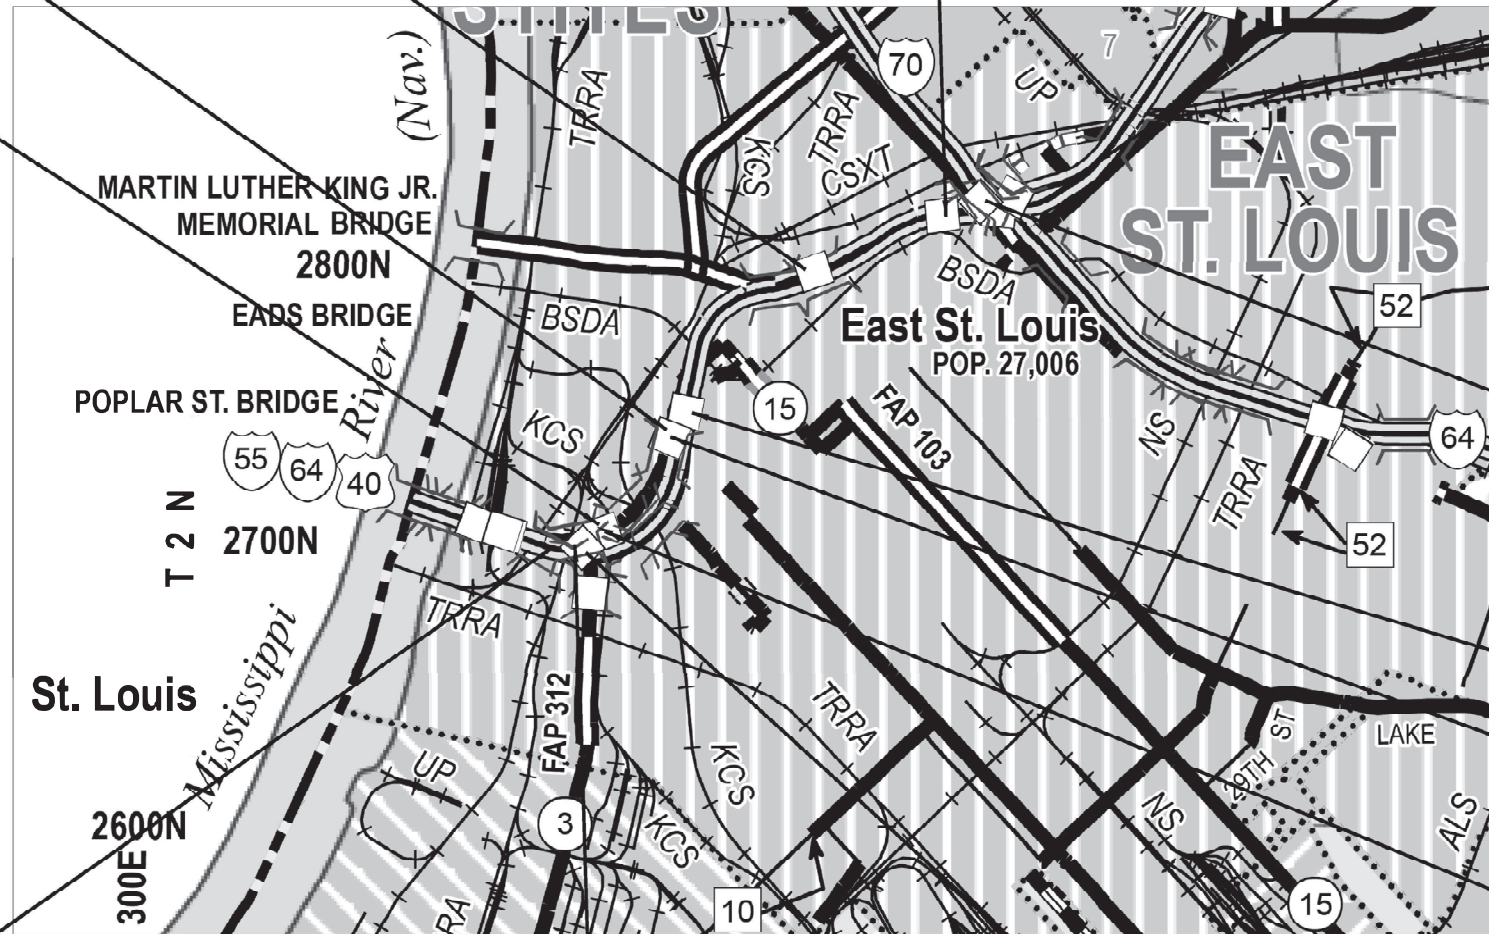 SITIES
(Nav.)
TRRA
70
7
UP
TRRA
KCS
CSXT
EAST
ST. LOUIS
MARTIN LUTHER KING JR.
MEMORIAL BRIDGE
2800N
EADS BRIDGE
BSDA
BSDA
52
East St. Louis
POP. 27,006
POPLAR ST. BRIDGE
River
15
FAP 103
KCS
NS
64
55
64
40
TRRA
T 2 N
2700N
52
TRRA
St. Louis
Mississippi
FAP 312
TRRA
29TH ST
LAKE
UP
KCS
3
KCS
NS
ALS
2600N
300E
10
15
RA